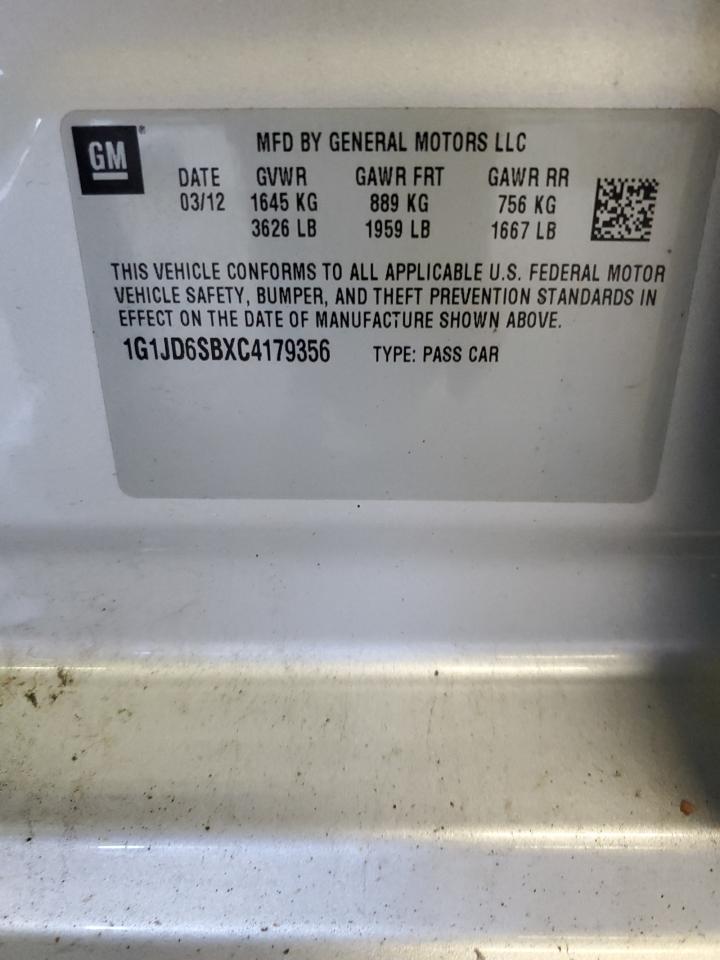 GM®
MFD BY GENERAL MOTORS LLC
DATE GVWR GAWR FRT GAWR RR
03/12 1645 KG 889 KG 756 KG
3626 LB 1959 LB 1667 LB
THIS VEHICLE CONFORMS TO ALL APPLICABLE U.S. FEDERAL MOTOR
VEHICLE SAFETY, BUMPER, AND THEFT PREVENTION STANDARDS IN
EFFECT ON THE DATE OF MANUFACTURE SHOWN ABOVE.
1G1JD6SBXC4179356 TYPE: PASS CAR